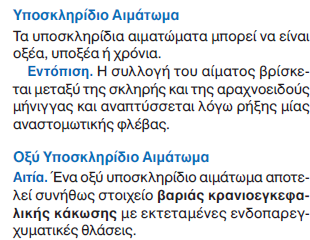 Υποσκληρίδιο Αιμάτωμα
Τα υποσκληρίδια αιματώματα μπορεί να είναι
οξέα, υποξέα ή χρόνια.
Εντόπιση. Η συλλογή του αίματος βρίσκε-
ται μεταξύ της σκληρής και της αραχνοειδούς
μήνιγγας και αναπτύσσεται λόγω ρήξης μίας
αναστομωτικής φλέβας.
Οξύ Υποσκληρίδιο Αιμάτωμα
Αιτία. Ένα οξύ υποσκληρίδιο αιμάτωμα αποτε-
λεί συνήθως στοιχείο βαριάς κρανιοεγκεφα-
λικής κάκωσης με εκτεταμένες ενδοπαρεγ-
χυματικές θλάσεις.